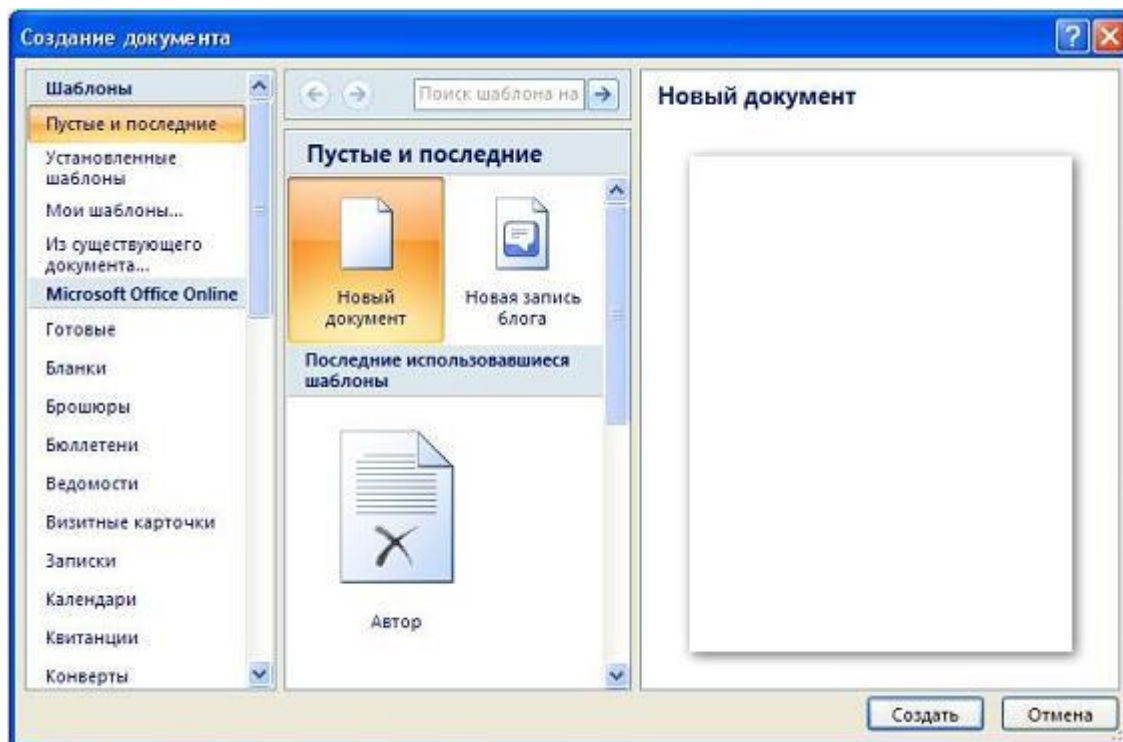 Создание документа
Шаблоны
Пустые и последние
Установленные
шаблоны
Мои шаблоны...
Из существующего
документа...
Microsoft Office Online
Готовые
Бланки
Брошюры
Бюллетени
Ведомости
Визитные карточки
Записки
Календари
Квитанции
Конверты
Поиск шаблона на
Пустые и последние
Новый
документ
Новая запись
блога
Последние использовавшиеся
шаблоны
Автор
Новый документ
Создать
Отмена